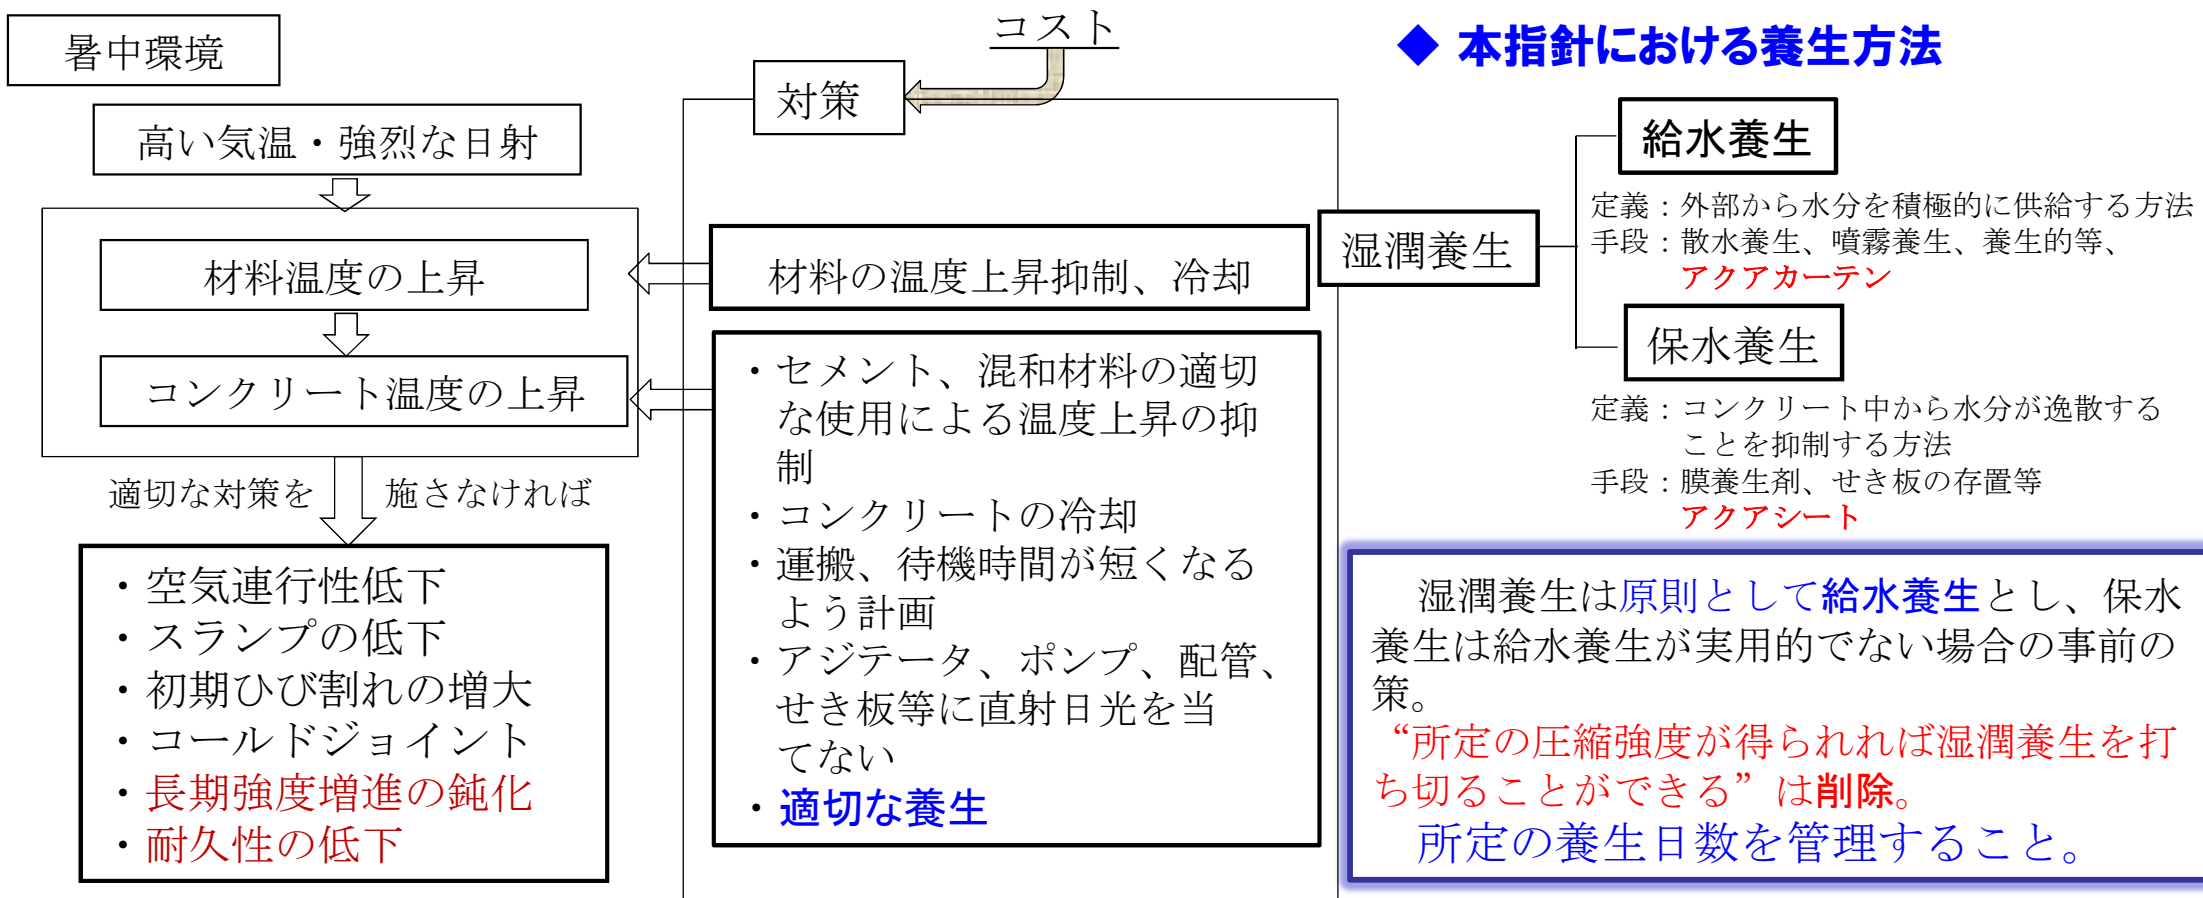 暑中環境
高い気温・強烈な日射
材料温度の上昇
コンクリート温度の上昇
適切な対策を 施さなければ
・空気連行性低下
・スランプの低下
・初期ひび割れの増大
・コールドジョイント
・長期強度増進の鈍化
・耐久性の低下
コスト
対策
材料の温度上昇抑制、冷却
・セメント、混和材料の適切
な使用による温度上昇の抑
制
・コンクリートの冷却
・運搬、待機時間が短くなる
よう計画
・アジテータ、ポンプ、配管、
せき板等に直射日光を当
てない
・適切な養生
◆ 本指針における養生方法
湿潤養生
給水養生
定義：外部から水分を積極的に供給する方法
手段：散水養生、噴霧養生、養生的等、
アクアカーテン
保水養生
定義：コンクリート中から水分が逸散する
ことを抑制する方法
手段：膜養生剤、せき板の存置等
アクアシート
湿潤養生は原則として給水養生とし、保水
養生は給水養生が実用的でない場合の事前の
策。
“所定の圧縮強度が得られれば湿潤養生を打
ち切ることができる”は削除。
所定の養生日数を管理すること。